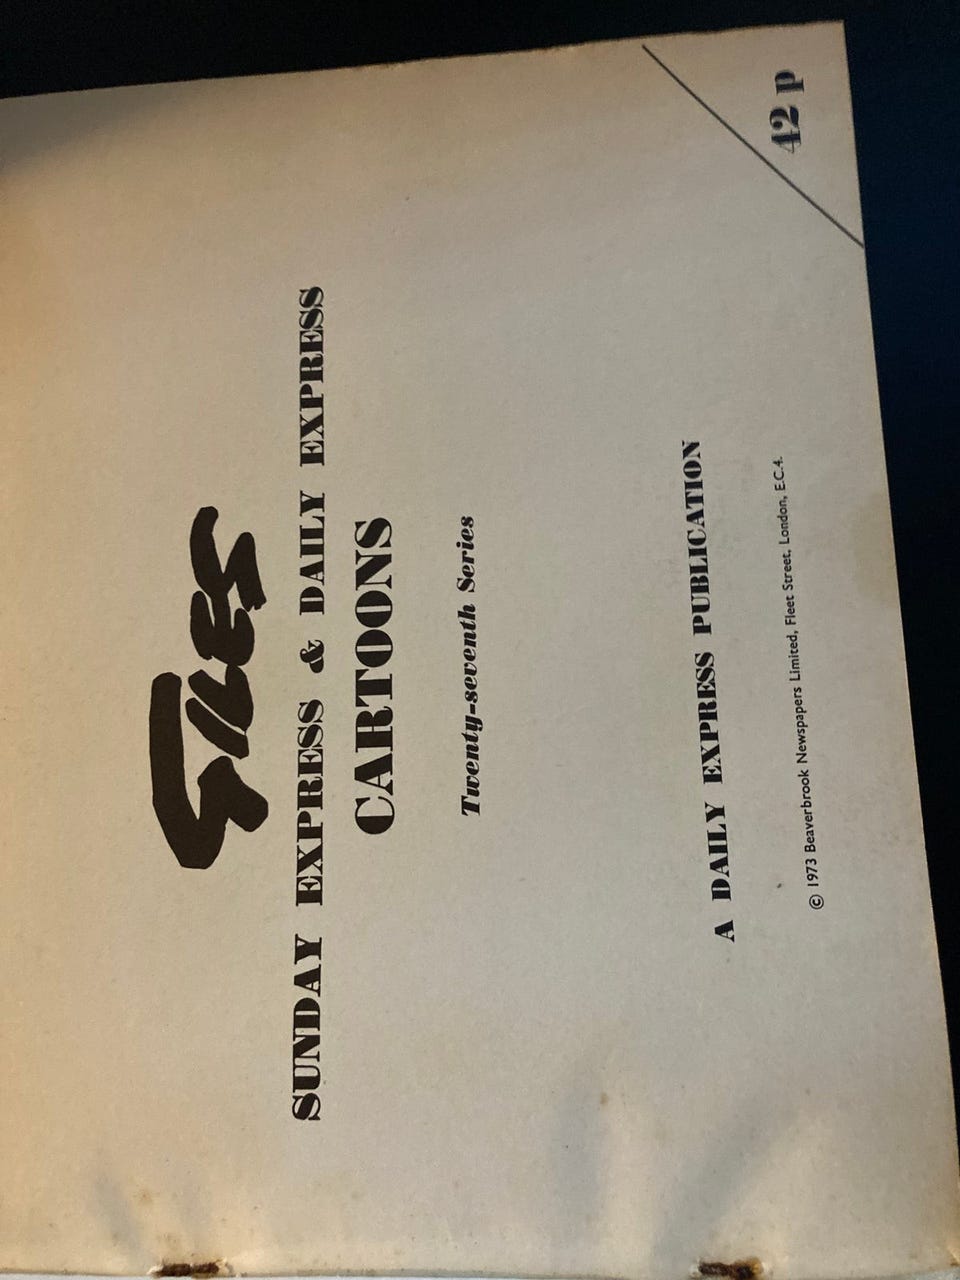 GILES
SUNDAY EXPRESS & DAILY EXPRESS
CARTOONS
Twenty-seventh Series
A DAILY EXPRESS PUBLICATION
© 1973 Beaverbrook Newspapers Limited, Fleet Street, London, E.C.4.
42 p